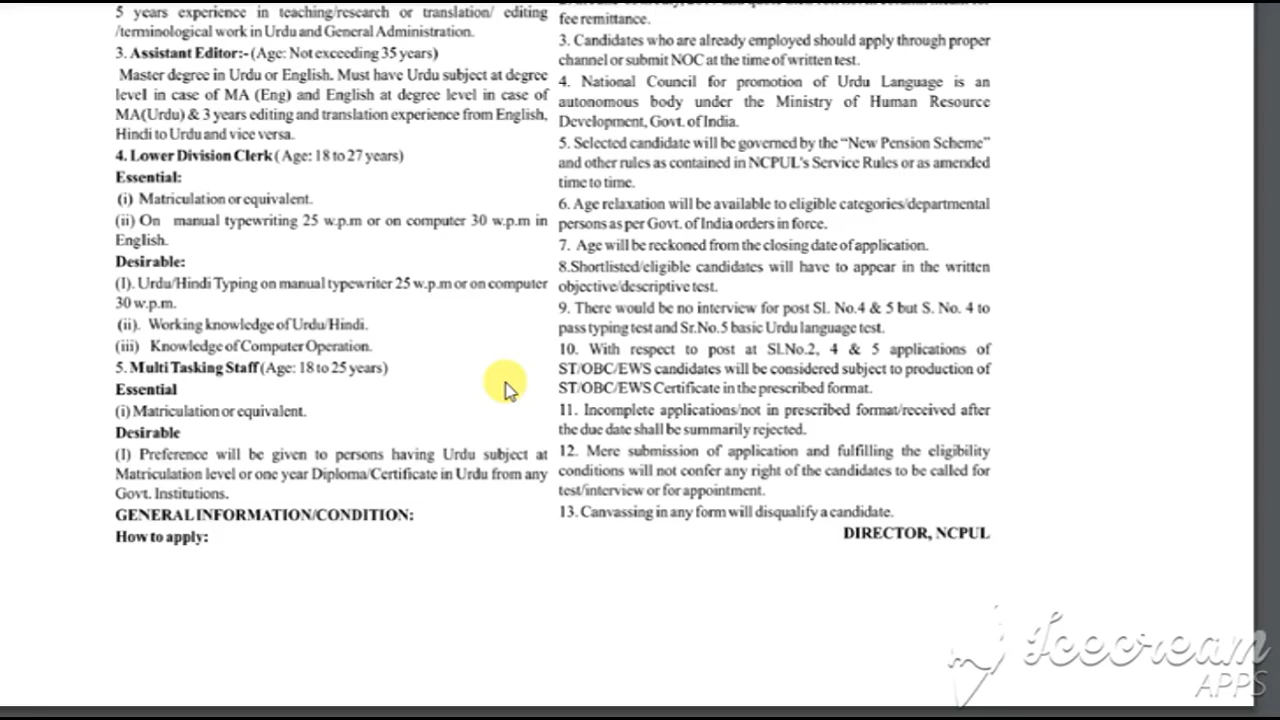 5 years experience in teaching/research or translation/ editing
/terminological work in Urdu and General Administration.
3. Assistant Editor:- (Age: Not exceeding 35 years)
Master degree in Urdu or English. Must have Urdu subject at degree
level in case of MA (Eng) and English at degree level in case of
MA(Urdu) & 3 years editing and translation experience from English,
Hindi to Urdu and vice versa.
4. Lower Division Clerk ( Age: 18 to 27 years)
Essential:
(i) Matriculation or equivalent.
(ii) On manual typewriting 25 w.p.m or on computer 30 w.p.m in
English.
Desirable:
(I). Urdu/Hindi Typing on manual typewriter 25 w.p.m or on computer
30 w.p.m.
(ii). Working knowledge of Urdu/Hindi.
(iii) Knowledge of Computer Operation.
5. Multi Tasking Staff (Age: 18 to 25 years)
Essential
(i) Matriculation or equivalent.
Desirable
(I) Preference will be given to persons having Urdu subject at
Matriculation level or one year Diploma/Certificate in Urdu from any
Govt. Institutions.
GENERAL INFORMATION/CONDITION:
How to apply:
fee remittance.
3. Candidates who are already employed should apply through proper
channel or submit NOC at the time of written test.
4. National Council for promotion of Urdu Language is an
autonomous body under the Ministry of Human Resource
Development, Govt. of India.
5. Selected candidate will be governed by the “New Pension Scheme”
and other rules as contained in NCPUL's Service Rules or as amended
time to time.
6. Age relaxation will be available to eligible categories/departmental
persons as per Govt. of India orders in force.
7. Age will be reckoned from the closing date of application.
8.Shortlisted/eligible candidates will have to appear in the written
objective/descriptive test.
9. There would be no interview for post Sl. No.4 & 5 but S. No. 4 to
pass typing test and Sr.No.5 basic Urdu language test.
10. With respect to post at Sl.No.2, 4 & 5 applications of
ST/OBC/EWS candidates will be considered subject to production of
ST/OBC/EWS Certificate in the prescribed format.
11. Incomplete applications/not in prescribed format/received after
the due date shall be summarily rejected.
12. Mere submission of application and fulfilling the eligibility
conditions will not confer any right of the candidates to be called for
test/interview or for appointment.
13. Canvassing in any form will disqualify a candidate.
DIRECTOR, NCPUL
Icecream
APPS